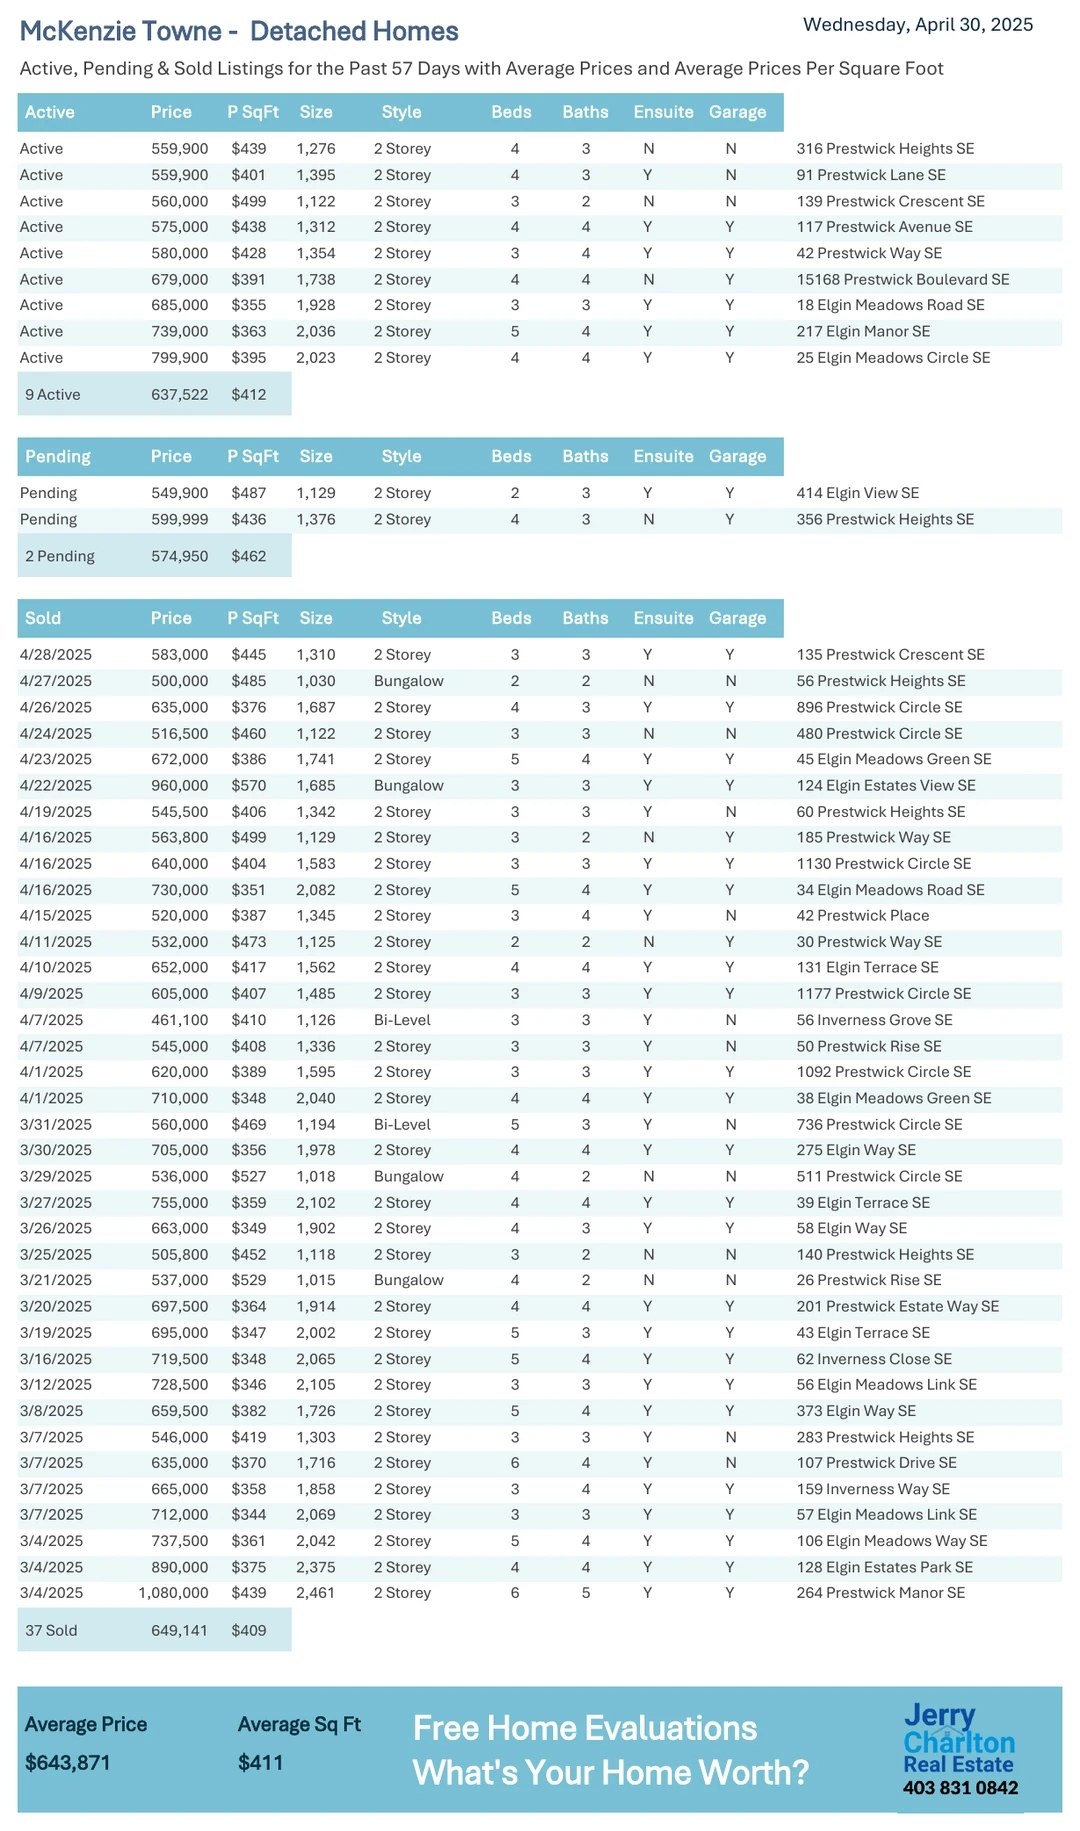 McKenzie Towne - Detached Homes
Wednesday, April 30, 2025
Active, Pending & Sold Listings for the Past 57 Days with Average Prices and Average Prices Per Square Foot
Active Price P SqFt Size Style Beds Baths Ensuite Garage
Active 559,900 $439 1,276 2 Storey 4 3 N N 316 Prestwick Heights SE
Active 559,900 $401 1,395 2 Storey 4 3 Y N 91 Prestwick Lane SE
Active 560,000 $499 1,122 2 Storey 3 2 N N 139 Prestwick Crescent SE
Active 575,000 $438 1,312 2 Storey 4 4 Y Y 117 Prestwick Avenue SE
Active 580,000 $428 1,354 2 Storey 3 4 Y Y 42 Prestwick Way SE
Active 679,000 $391 1,738 2 Storey 4 4 N Y 15168 Prestwick Boulevard SE
Active 685,000 $355 1,928 2 Storey 3 3 Y Y 18 Elgin Meadows Road SE
Active 739,000 $363 2,036 2 Storey 5 4 Y Y 217 Elgin Manor SE
Active 799,900 $395 2,023 2 Storey 4 4 Y Y 25 Elgin Meadows Circle SE
9 Active 637,522 $412
Pending Price P SqFt Size Style Beds Baths Ensuite Garage
Pending 549,900 $487 1,129 2 Storey 2 3 Y Y 414 Elgin View SE
Pending 599,999 $436 1,376 2 Storey 4 3 N Y 356 Prestwick Heights SE
2 Pending 574,950 $462
Sold Price P SqFt Size Style Beds Baths Ensuite Garage
4/28/2025 583,000 $445 1,310 2 Storey 3 3 Y Y 135 Prestwick Crescent SE
4/27/2025 500,000 $485 1,030 Bungalow 2 2 N N 56 Prestwick Heights SE
4/26/2025 635,000 $376 1,687 2 Storey 4 3 Y Y 896 Prestwick Circle SE
4/24/2025 516,500 $460 1,122 2 Storey 3 3 N N 480 Prestwick Circle SE
4/23/2025 672,000 $386 1,741 2 Storey 5 4 Y Y 45 Elgin Meadows Green SE
4/22/2025 960,000 $570 1,685 Bungalow 3 3 Y Y 124 Elgin Estates View SE
4/19/2025 545,500 $406 1,342 2 Storey 3 3 Y N 60 Prestwick Heights SE
4/16/2025 563,800 $499 1,129 2 Storey 3 2 N Y 185 Prestwick Way SE
4/16/2025 640,000 $404 1,583 2 Storey 3 3 Y Y 1130 Prestwick Circle SE
4/16/2025 730,000 $351 2,082 2 Storey 5 4 Y Y 34 Elgin Meadows Road SE
4/15/2025 520,000 $387 1,345 2 Storey 3 4 Y N 42 Prestwick Place
4/11/2025 532,000 $473 1,125 2 Storey 2 2 N Y 30 Prestwick Way SE
4/10/2025 652,000 $417 1,562 2 Storey 4 4 Y Y 131 Elgin Terrace SE
4/9/2025 605,000 $407 1,485 2 Storey 3 3 Y Y 1177 Prestwick Circle SE
4/7/2025 461,100 $410 1,126 Bi-Level 3 3 Y N 56 Inverness Grove SE
4/7/2025 545,000 $408 1,336 2 Storey 3 3 Y N 50 Prestwick Rise SE
4/1/2025 620,000 $389 1,595 2 Storey 3 3 Y Y 1092 Prestwick Circle SE
4/1/2025 710,000 $348 2,040 2 Storey 4 4 Y Y 38 Elgin Meadows Green SE
3/31/2025 560,000 $469 1,194 Bi-Level 5 3 Y N 736 Prestwick Circle SE
3/30/2025 705,000 $356 1,978 2 Storey 4 4 Y Y 275 Elgin Way SE
3/29/2025 536,000 $527 1,018 Bungalow 4 2 N N 511 Prestwick Circle SE
3/27/2025 755,000 $359 2,102 2 Storey 4 4 Y Y 39 Elgin Terrace SE
3/26/2025 663,000 $349 1,902 2 Storey 4 3 Y Y 58 Elgin Way SE
3/25/2025 505,800 $452 1,118 2 Storey 3 2 N N 140 Prestwick Heights SE
3/21/2025 537,000 $529 1,015 Bungalow 4 2 N N 26 Prestwick Rise SE
3/20/2025 697,500 $364 1,914 2 Storey 4 4 Y Y 201 Prestwick Estate Way SE
3/19/2025 695,000 $347 2,002 2 Storey 5 3 Y Y 43 Elgin Terrace SE
3/16/2025 719,500 $348 2,065 2 Storey 5 4 Y Y 62 Inverness Close SE
3/12/2025 728,500 $346 2,105 2 Storey 3 3 Y Y 56 Elgin Meadows Link SE
3/8/2025 659,500 $382 1,726 2 Storey 5 4 Y Y 373 Elgin Way SE
3/7/2025 546,000 $419 1,303 2 Storey 3 3 Y N 283 Prestwick Heights SE
3/7/2025 635,000 $370 1,716 2 Storey 6 4 Y N 107 Prestwick Drive SE
3/7/2025 665,000 $358 1,858 2 Storey 3 4 Y Y 159 Inverness Way SE
3/7/2025 712,000 $344 2,069 2 Storey 3 3 Y Y 57 Elgin Meadows Link SE
3/4/2025 737,500 $361 2,042 2 Storey 5 4 Y Y 106 Elgin Meadows Way SE
3/4/2025 890,000 $375 2,375 2 Storey 4 4 Y Y 128 Elgin Estates Park SE
3/4/2025 1,080,000 $439 2,461 2 Storey 6 5 Y Y 264 Prestwick Manor SE
37 Sold 649,141 $409
Average Price Average Sq Ft
$643,871 $411
Free Home Evaluations
What's Your Home Worth?
Jerry
Charlton
Real Estate
403 831 0842